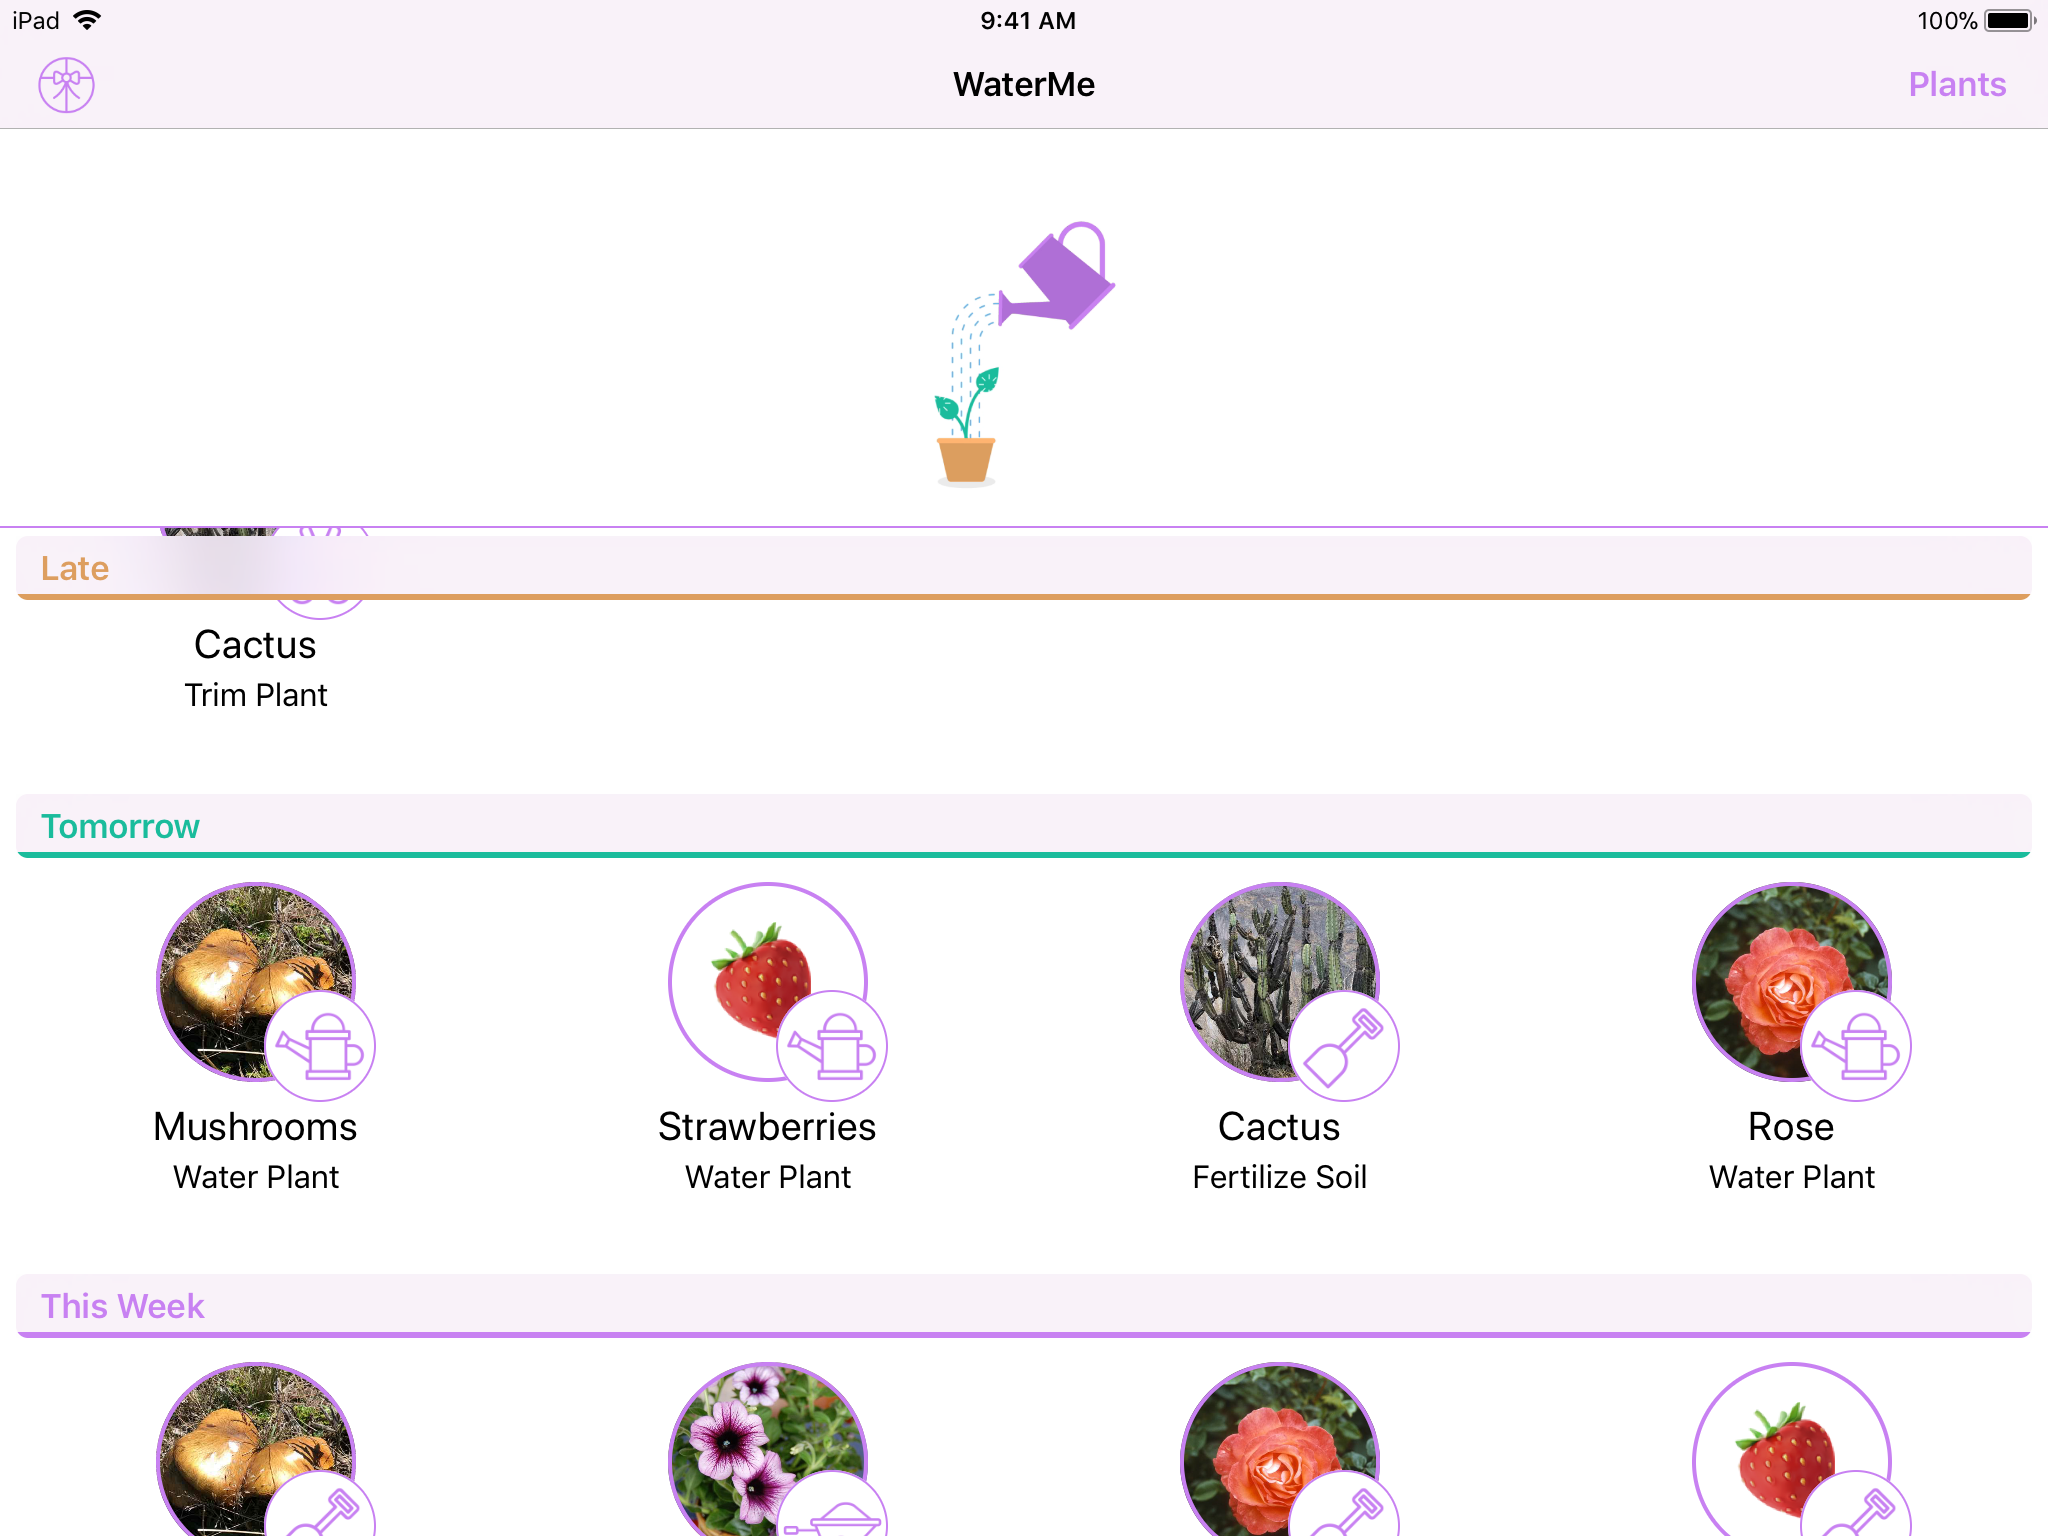 iPad 9:41 AM 100%
WaterMe Plants
Late
Cactus
Trim Plant
Tomorrow
Mushrooms Strawberries Cactus Rose
Water Plant Water Plant Fertilize Soil Water Plant
This Week